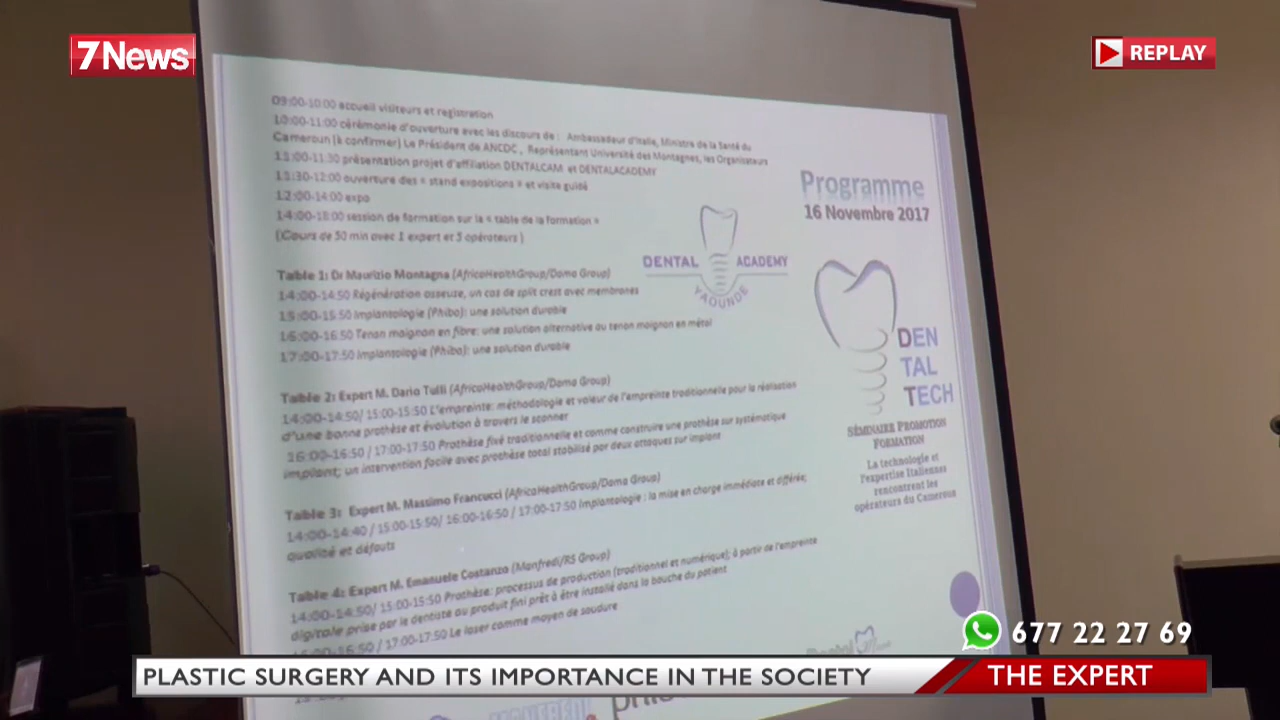 7News
REPLAY
09:00-10:00 accueil visiteurs et registration
10:00-11:00 cérémonie d'ouverture avec les discours de : Ambassadeur d'Italie, Ministre de la Santé du
Cameroun (à confirmer) Le Président de ANCDC , Représentant Université des Montagnes, les Organisateurs
11:00-11:30 présentation projet d'affiliation DENTALCAM et DENTALACADEMY
11:30-12:00 ouverture des « stand expositions » et visite guidé
12:00-14:00 expo
14:00-18:00 session de formation sur la « table de la formation »
(Cours de 50 min avec 1 expert et 5 opérateurs )
Programme
16 Novembre 2017
DENTAL ACADEMY
YAOUNDE
Table 1: Dr Maurizio Montagna (AfricaHealthGroup/Dama Group)
14:00-14:50 Régénération osseuse, un cas de split crest avec membranes
15:00-15:50 Implantologie (Phibo): une solution durable
16:00-16:50 Tenon moignon en fibre: une solution alternative au tenon moignon en métal
17:00-17:50 Implantologie (Phibo): une solution durable
DEN
TAL
TECH
SÉMINAIRE PROMOTION
FORMATION
La technologie et
l'expertise Italiennes
rencontrent les
opérateurs du Cameroun
Table 2: Expert M. Dario Tulli (AfricaHealthGroup/Dama Group)
14:00-14:50/ 15:00-15:50 L'empreinte: méthodologie et valeur de l'empreinte traditionnelle pour la réalisation
d'une bonne prothèse et évolution à travers le scanner
16:00-16:50 / 17:00-17:50 Prothèse fixé traditionnelle et comme construire une prothèse sur systématique
implant; un intervention facile avec prothèse total stabilisé par deux attaques sur implant
Table 3: Expert M. Massimo Francucci (AfricaHealthGroup/Dama Group)
14:00-14:40 / 15:00-15:50/ 16:00-16:50 / 17:00-17:50 Implantologie : la mise en charge immédiate et différée;
qualité et défauts
Table 4: Expert M. Emanuele Costanzo (Manfredi/RS Group)
14:00-14:50/ 15:00-15:50 Prothèse: processus de production (traditionnel et numérique); à partir de l'empreinte
digitale prise par le dentiste au produit fini prêt à être installé dans la bouche du patient
16:00-16:50 / 17:00-17:50 Le laser comme moyen de soudure
677 22 27 69
PLASTIC SURGERY AND ITS IMPORTANCE IN THE SOCIETY
THE EXPERT